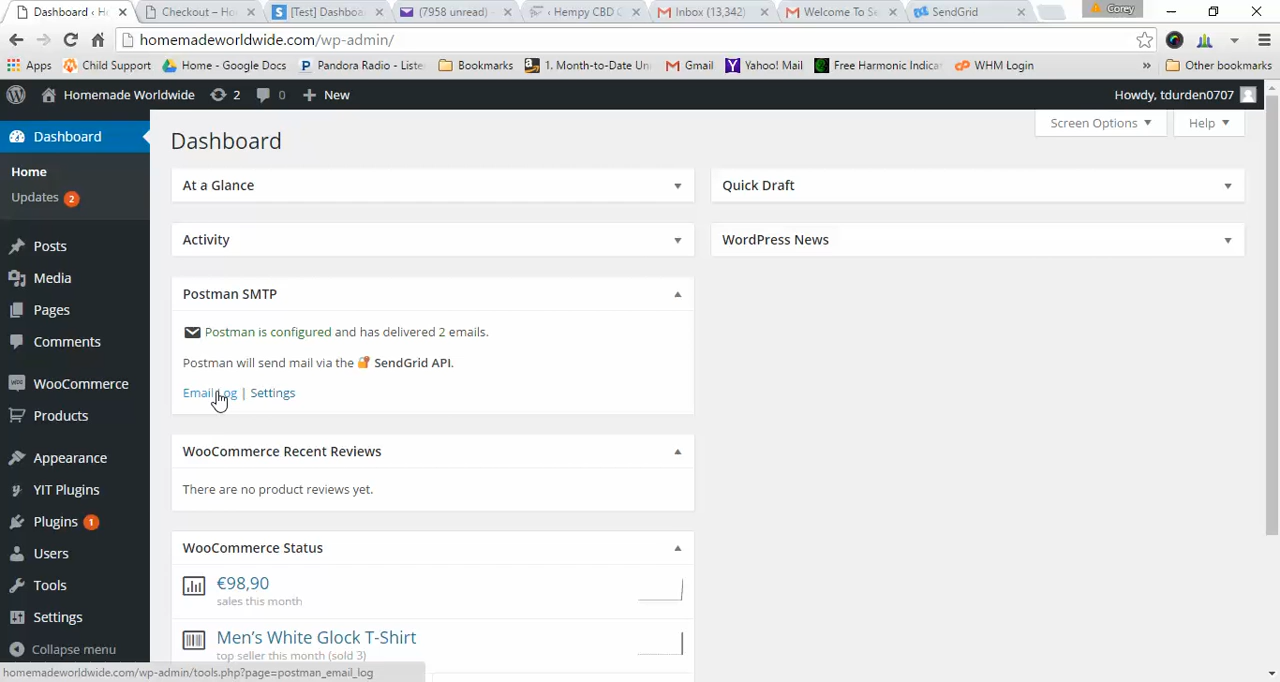 Dashboard ‹ H
Checkout – Ho
[Test] Dashboa
(7958 unread)
‹ Hempy CBD C
Inbox (13,342)
Welcome To Se
SendGrid
Corey
homemadeworldwide.com/wp-admin/
Apps
Child Support
Home - Google Docs
Pandora Radio - Liste
Bookmarks
1. Month-to-Date Un
Gmail
Yahoo! Mail
Free Harmonic Indica
WHM Login
»
Other bookmarks
Homemade Worldwide
2
0
New
Howdy, tdurden0707
Dashboard
Home
Updates 2
Posts
Media
Pages
Comments
WooCommerce
Products
Appearance
YIT Plugins
Plugins 1
Users
Tools
Settings
Collapse menu
Screen Options
Help
Dashboard
At a Glance
Activity
Postman SMTP
Postman is configured and has delivered 2 emails.
Postman will send mail via the SendGrid API.
Email Log | Settings
WooCommerce Recent Reviews
There are no product reviews yet.
WooCommerce Status
€98,90
sales this month
Men's White Glock T-Shirt
top seller this month (sold 3)
Quick Draft
WordPress News
homemadeworldwide.com/wp-admin/tools.php?page=postman_email_log